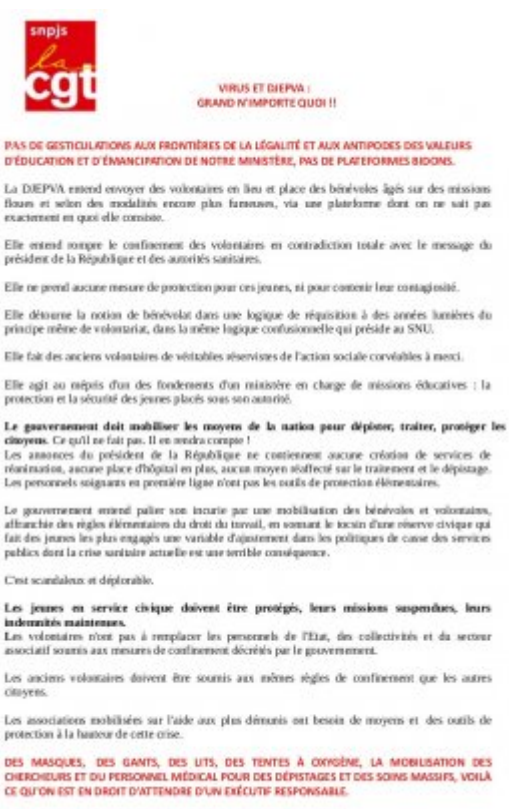 snpjs
la
cgt
VIRUS ET DJEPVA :
GRAND N'IMPORTE QUOI !!
PAS DE GESTICULATIONS AUX FRONTIÈRES DE LA LÉGALITÉ ET AUX ANTIPODES DES VALEURS
D'ÉDUCATION ET D'ÉMANCIPATION DE NOTRE MINISTÈRE, PAS DE PLATEFORMES BIDONS.
La DJEPVA entend envoyer des volontaires en lieu et place des bénévoles âgés sur des missions
floues et selon des modalités encore plus fumeuses, via une plateforme dont on ne sait pas
exactement en quoi elle consiste.
Elle entend rompre le confinement des volontaires en contradiction totale avec le message du
président de la République et des autorités sanitaires.
Elle ne prend aucune mesure de protection pour ces jeunes, ni pour contenir leur contagiosité.
Elle détourne la notion de bénévolat dans une logique de réquisition à des années lumières du
principe même de volontariat, dans la même logique confusionnelle qui préside au SNU.
Elle fait des anciens volontaires de véritables réservistes de l'action sociale corvéables à merci.
Elle agit au mépris d'un des fondements d'un ministère en charge de missions éducatives : la
protection et la sécurité des jeunes placés sous son autorité.
Le gouvernement doit mobiliser les moyens de la nation pour dépister, traiter, protéger les
citoyens. Ce qu'il ne fait pas. Il en rendra compte !
Les annonces du président de la République ne contiennent aucune création de services de
réanimation, aucune place d'hôpital en plus, aucun moyen réaffecté sur le traitement et le dépistage.
Les personnels soignants en première ligne n'ont pas les outils de protection élémentaires.
Le gouvernement entend palier son incurie par une mobilisation des bénévoles et volontaires,
affranchie des règles élémentaires du droit du travail, en sonnant le tocsin d'une réserve civique qui
fait des jeunes les plus engagés une variable d'ajustement dans les politiques de casse des services
publics dont la crise sanitaire actuelle est une terrible conséquence.
C'est scandaleux et déplorable.
Les jeunes en service civique doivent être protégés, leurs missions suspendues, leurs
indemnités maintenues.
Les volontaires n'ont pas à remplacer les personnels de l'Etat, des collectivités et du secteur
associatif soumis aux mesures de confinement décrétés par le gouvernement.
Les anciens volontaires doivent être soumis aux mêmes règles de confinement que les autres
citoyens.
Les associations mobilisées sur l'aide aux plus démunis ont besoin de moyens et des outils de
protection à la hauteur de cette crise.
DES MASQUES, DES GANTS, DES LITS, DES TENTES À OXYGÈNE, LA MOBILISATION DES
CHERCHEURS ET DU PERSONNEL MÉDICAL POUR DES DÉPISTAGES ET DES SOINS MASSIFS, VOILÀ
CE QU'ON EST EN DROIT D'ATTENDRE D'UN EXÉCUTIF RESPONSABLE.